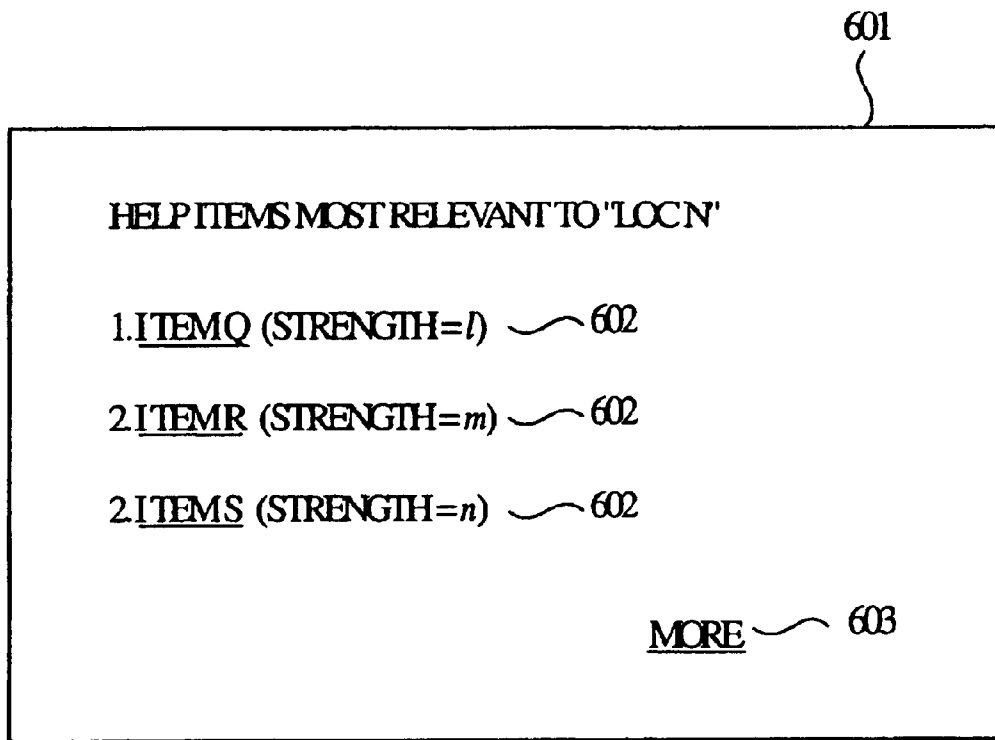 601
HELP ITEMS MOST RELEVANT TO "LOC N"
1. ITEM Q (STRENGTH=l) 602
2. ITEM R (STRENGTH=m) 602
2. ITEM S (STRENGTH=n) 602
MORE 603